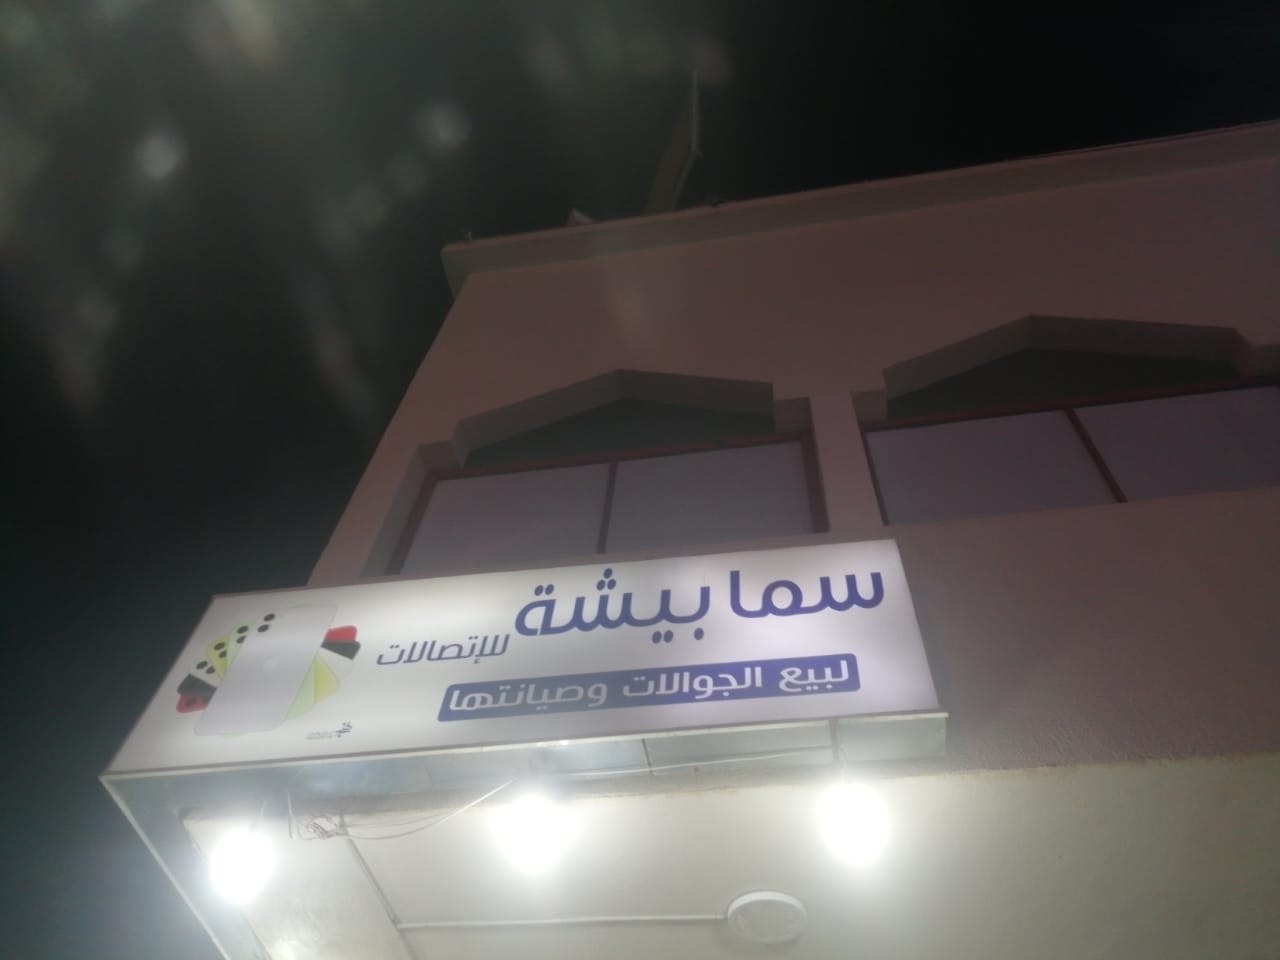 سما بيشة
للإتصالات
لبيع الجوالات وصيانتها